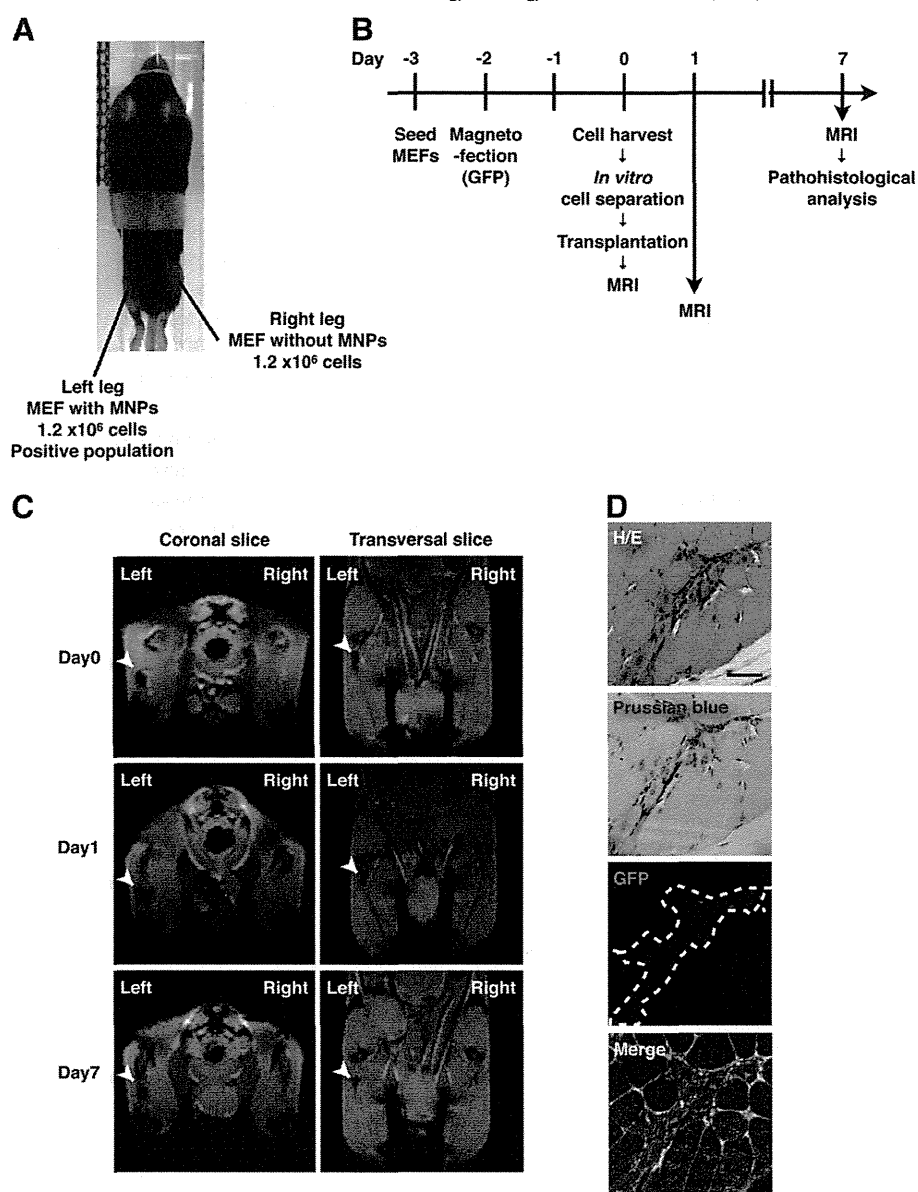 A
Left leg
MEF with MNPs
1.2 x10⁶ cells
Positive population
Right leg
MEF without MNPs
1.2 x10⁶ cells
B
Day -3 -2 -1 0 1 7
Seed
MEFs
Magneto
-fection
(GFP)
Cell harvest
↓
In vitro
cell separation
↓
Transplantation
↓
MRI
MRI
MRI
↓
Pathohistological
analysis
C
Coronal slice Transversal slice
Day0
Left Right Left Right
Day1
Left Right Left Right
Day7
Left Right Left Right
D
H/E
Prussian blue
GFP
Merge